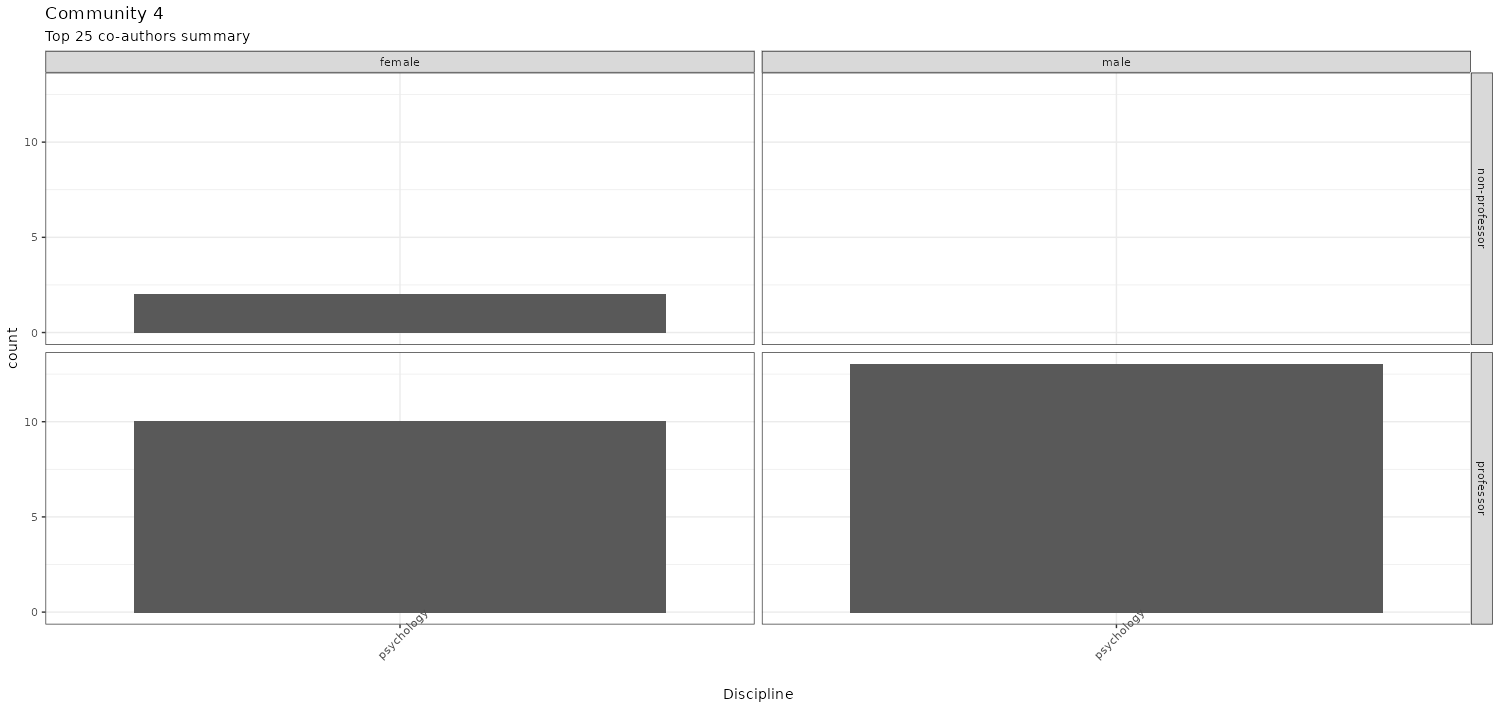 Community 4
Top 25 co-authors summary
female
male
10
5
0
non-professor
count
10
5
0
professor
psychology
psychology
Discipline